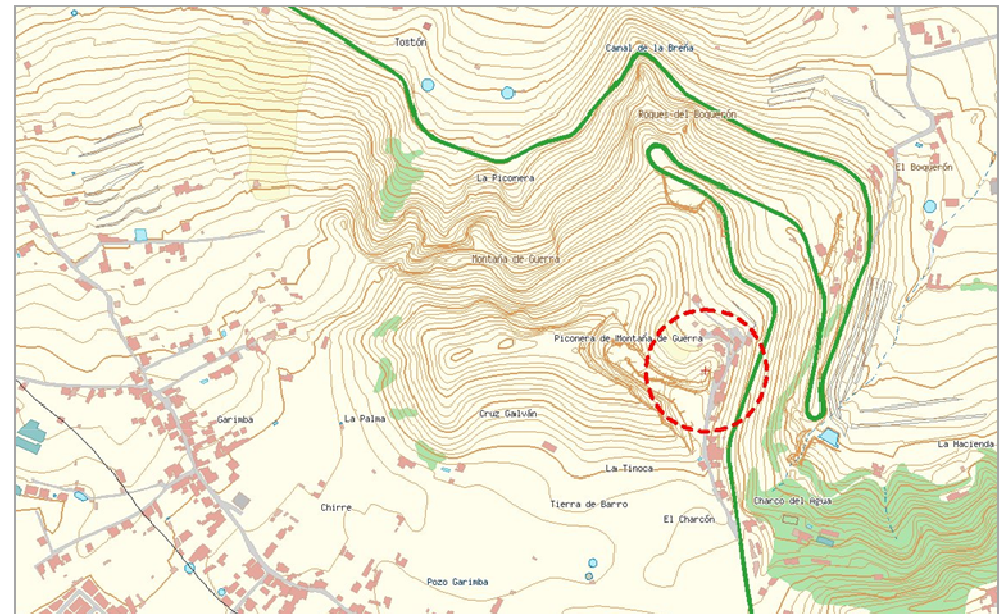 Tostón
Canal de la Breña
Roques del Boquerón
El Boquerón
La Piconera
Montaña de Guerra
Piconera de Montaña de Guerra
Garimba
La Palma
Cruz Galván
La Macienda
La Timoca
Charco del Agua
Tierra de Barro
Chirre
El Charcón
Pozo Garimba